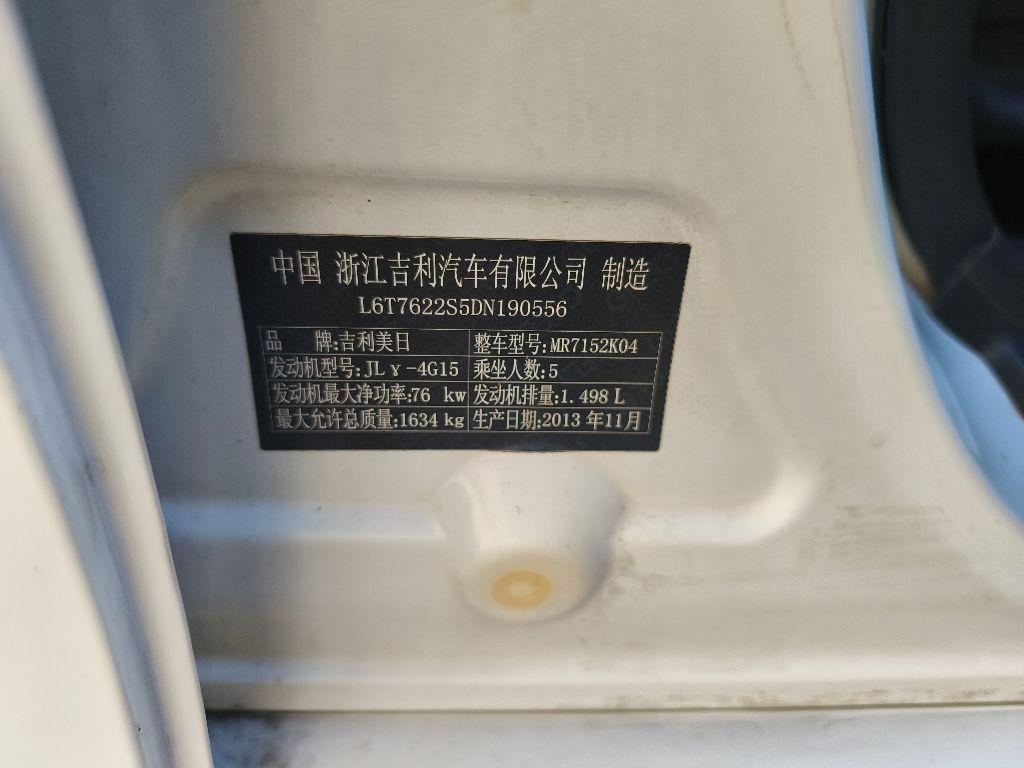 中国 浙江吉利汽车有限公司 制造
L6T7622S5DN190556
品 牌:吉利美日 整车型号:MR7152K04
发动机型号:JLγ-4G15 乘坐人数:5
发动机最大净功率:76 kw 发动机排量:1.498 L
最大允许总质量:1634 kg 生产日期:2013 年11月